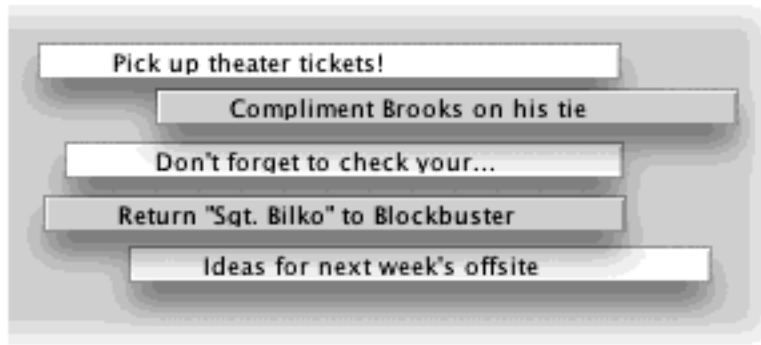 Pick up theater tickets!
Compliment Brooks on his tie
Don't forget to check your...
Return "Sgt. Bilko" to Blockbuster
Ideas for next week's offsite